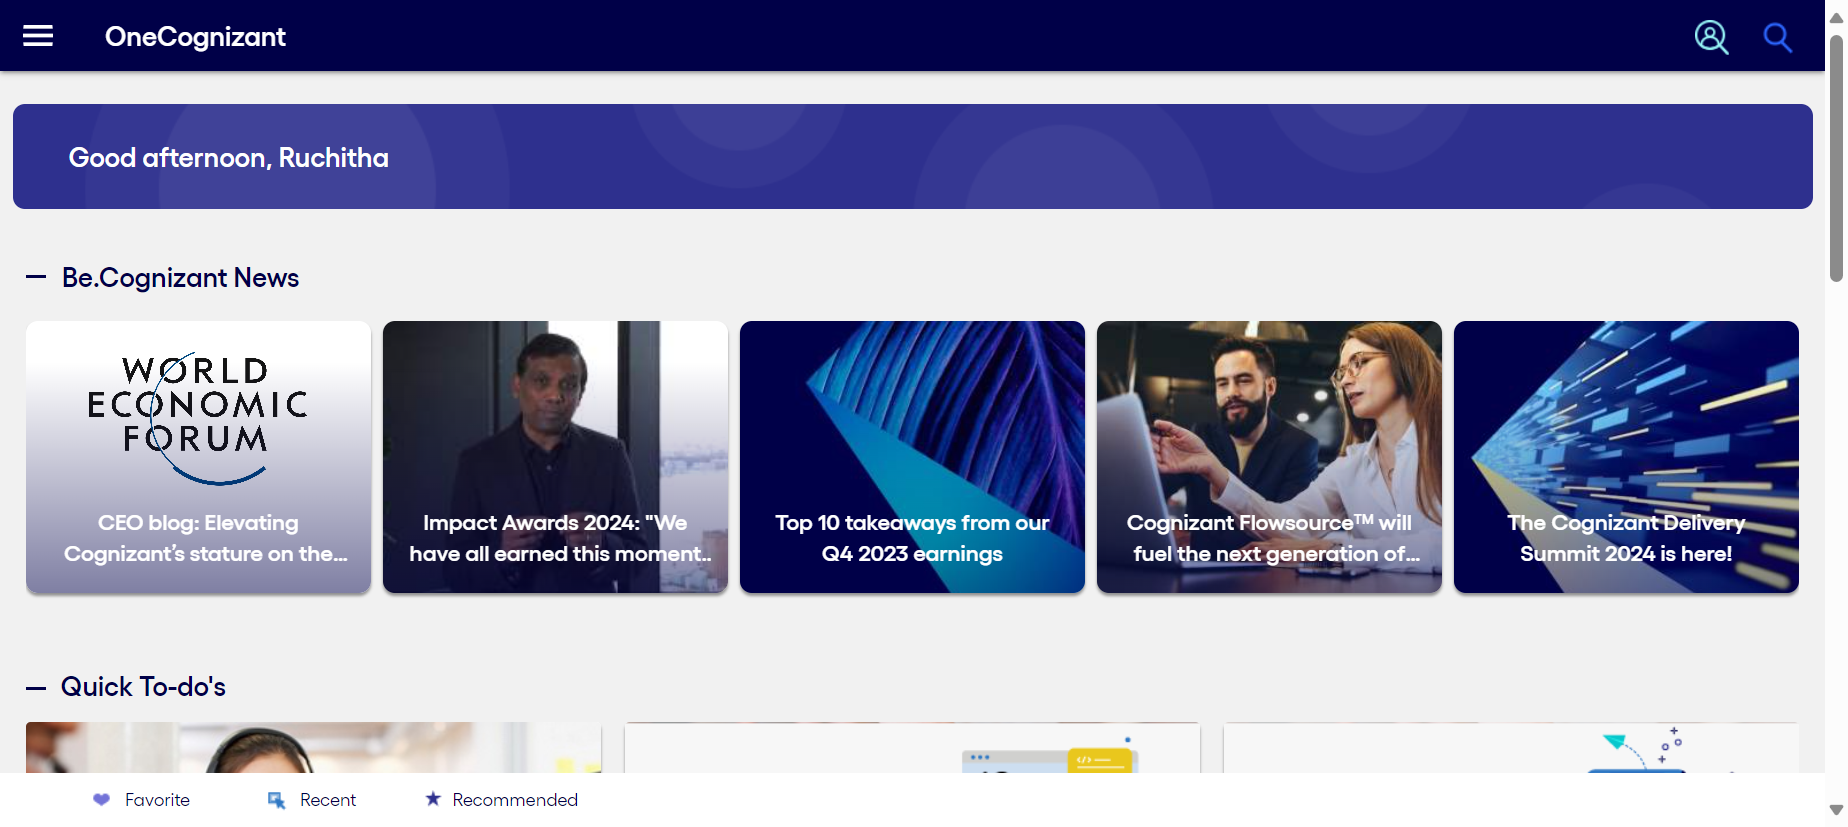 OneCognizant
Good afternoon, Ruchitha
Be.Cognizant News
WORLD
ECONOMIC
FORUM
CEO blog: Elevating
Cognizant's stature on the...
Impact Awards 2024: "We
have all earned this moment...
Top 10 takeaways from our
Q4 2023 earnings
Cognizant Flowsource™ will
fuel the next generation of...
The Cognizant Delivery
Summit 2024 is here!
Quick To-do's
Favorite
Recent
Recommended